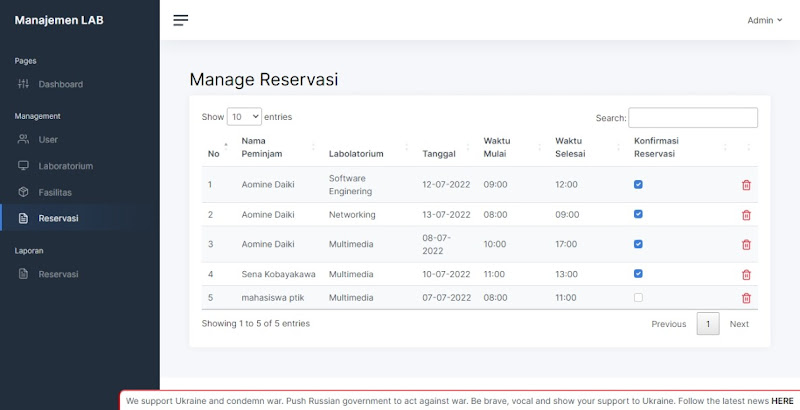 Manajemen LAB
Admin
Pages
Dashboard
Management
User
Laboratorium
Fasilitas
Reservasi
Laporan
Reservasi
Manage Reservasi
Show 10 entries
Search:
No
Nama Peminjam
Labolatorium
Tanggal
Waktu Mulai
Waktu Selesai
Konfirmasi Reservasi
1 Aomine Daiki Software Enginering 12-07-2022 09:00 12:00
2 Aomine Daiki Networking 13-07-2022 08:00 09:00
3 Aomine Daiki Multimedia 08-07-2022 10:00 17:00
4 Sena Kobayakawa Multimedia 10-07-2022 11:00 13:00
5 mahasiswa ptik Multimedia 07-07-2022 08:00 11:00
Showing 1 to 5 of 5 entries
Previous 1 Next
We support Ukraine and condemn war. Push Russian government to act against war. Be brave, vocal and show your support to Ukraine. Follow the latest news HERE